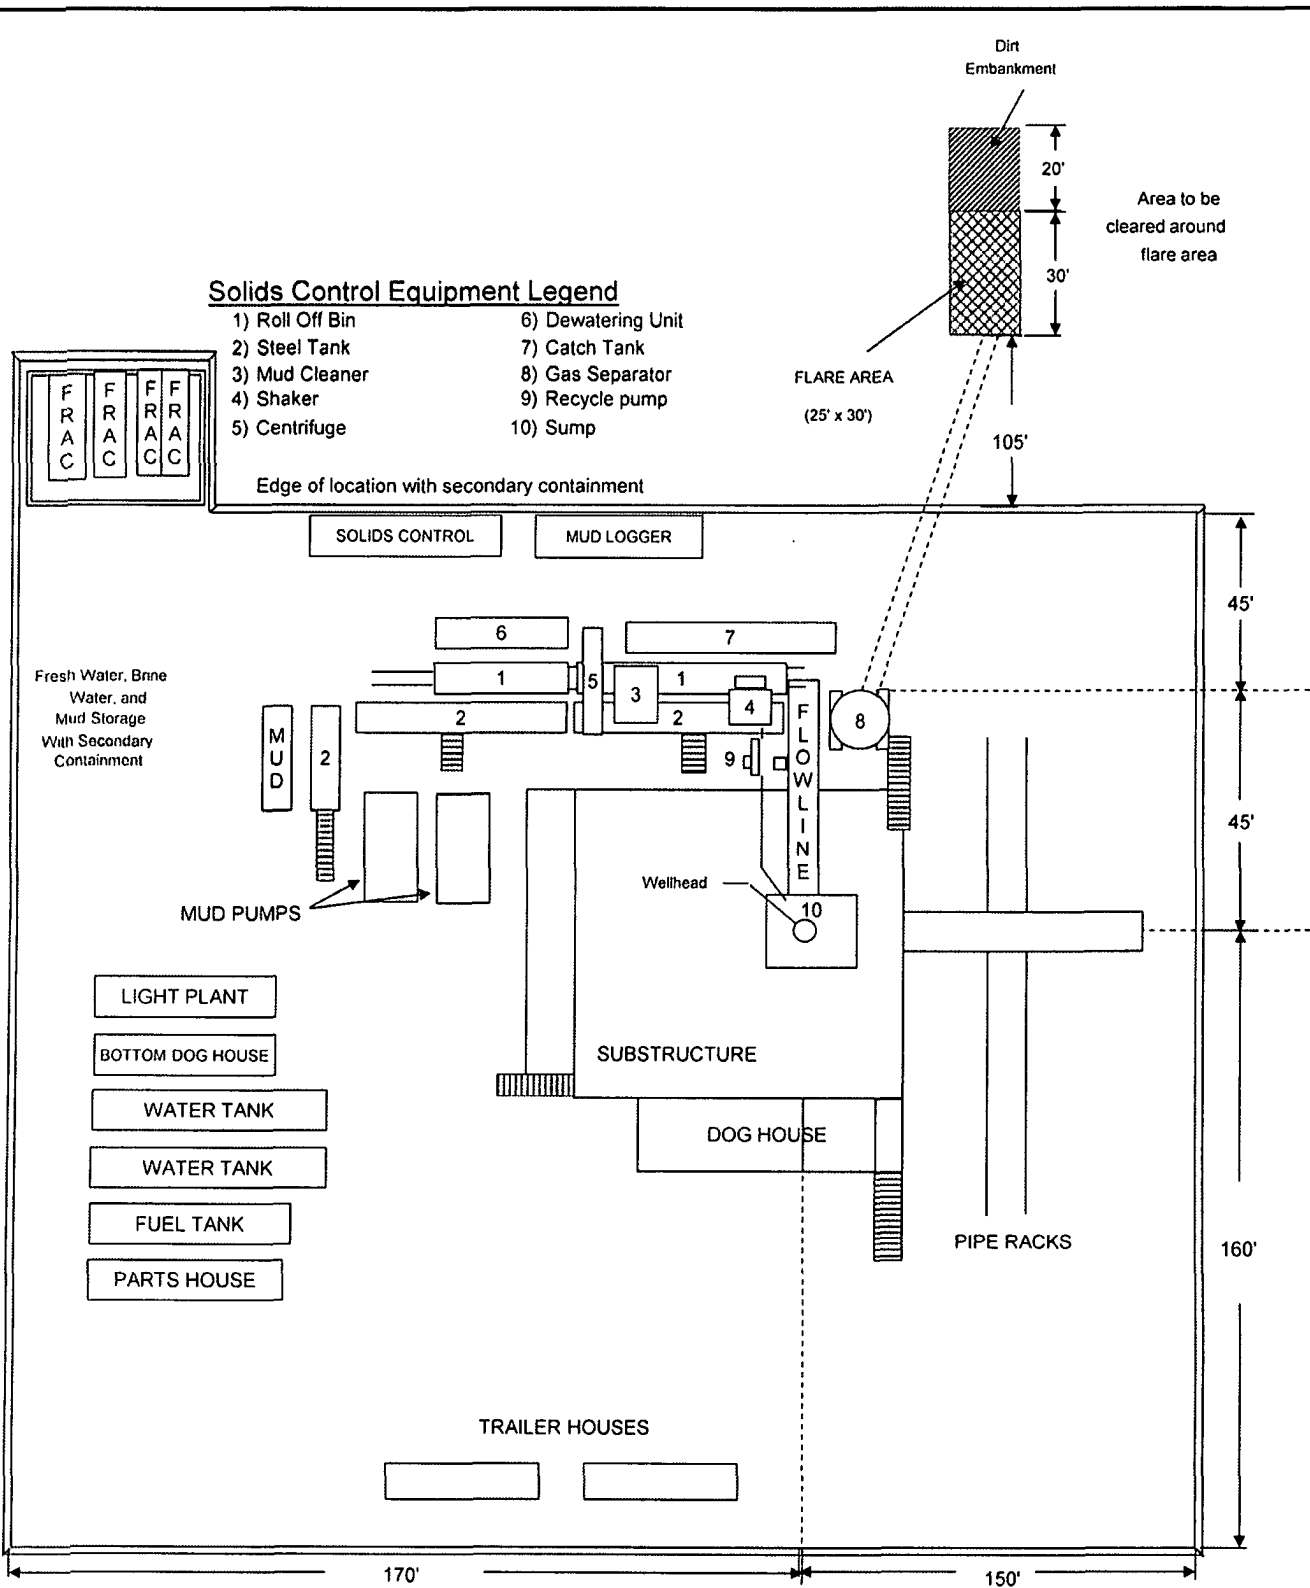 Dirt
Embankment
20'
Area to be
cleared around
flare area
30'
Solids Control Equipment Legend
1) Roll Off Bin
2) Steel Tank
3) Mud Cleaner
4) Shaker
5) Centrifuge
6) Dewatering Unit
7) Catch Tank
8) Gas Separator
9) Recycle pump
10) Sump
FLARE AREA
(25' x 30')
105'
FRAC
FRAC
FRAC
FRAC
Edge of location with secondary containment
SOLIDS CONTROL
MUD LOGGER
45'
6
7
Fresh Water, Brine
Water, and
Mud Storage
With Secondary
Containment
1
5
3
1
2
2
4
8
MUD
2
9
FLOWLINE
45'
Wellhead
10
MUD PUMPS
LIGHT PLANT
BOTTOM DOG HOUSE
SUBSTRUCTURE
WATER TANK
DOG HOUSE
WATER TANK
FUEL TANK
PIPE RACKS
160'
PARTS HOUSE
TRAILER HOUSES
170'
150'